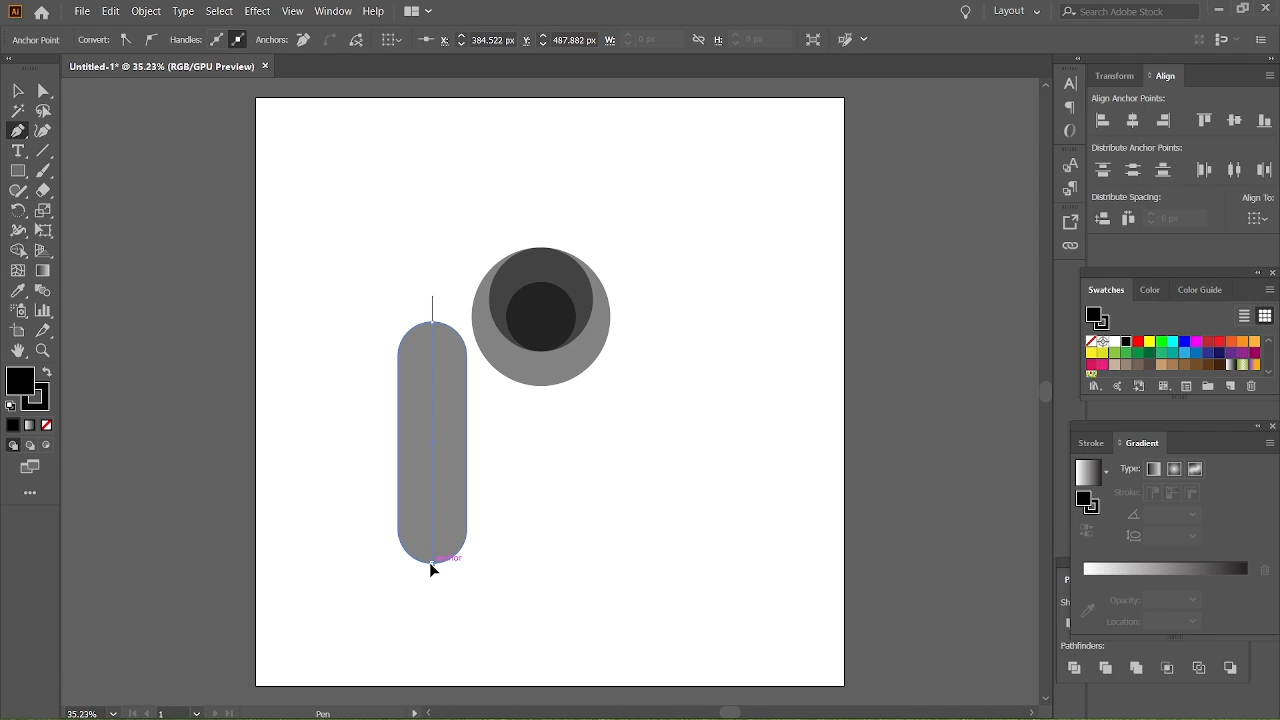 Ai File Edit Object Type Select Effect View Window Help Layout Search Adobe Stock
Anchor Point Convert: Handles: Anchors: X: 384.522 px Y: 487.882 px W: 0 px H: 0 px
Untitled-1* @ 35.23% (RGB/GPU Preview)
Transform Align
Align Anchor Points:
Distribute Anchor Points:
Distribute Spacing: Align To:
0 px
Swatches Color Color Guide
Stroke Gradient
Type:
Stroke:
Opacity:
Location:
Pathfinders:
35.23% 1 Pen